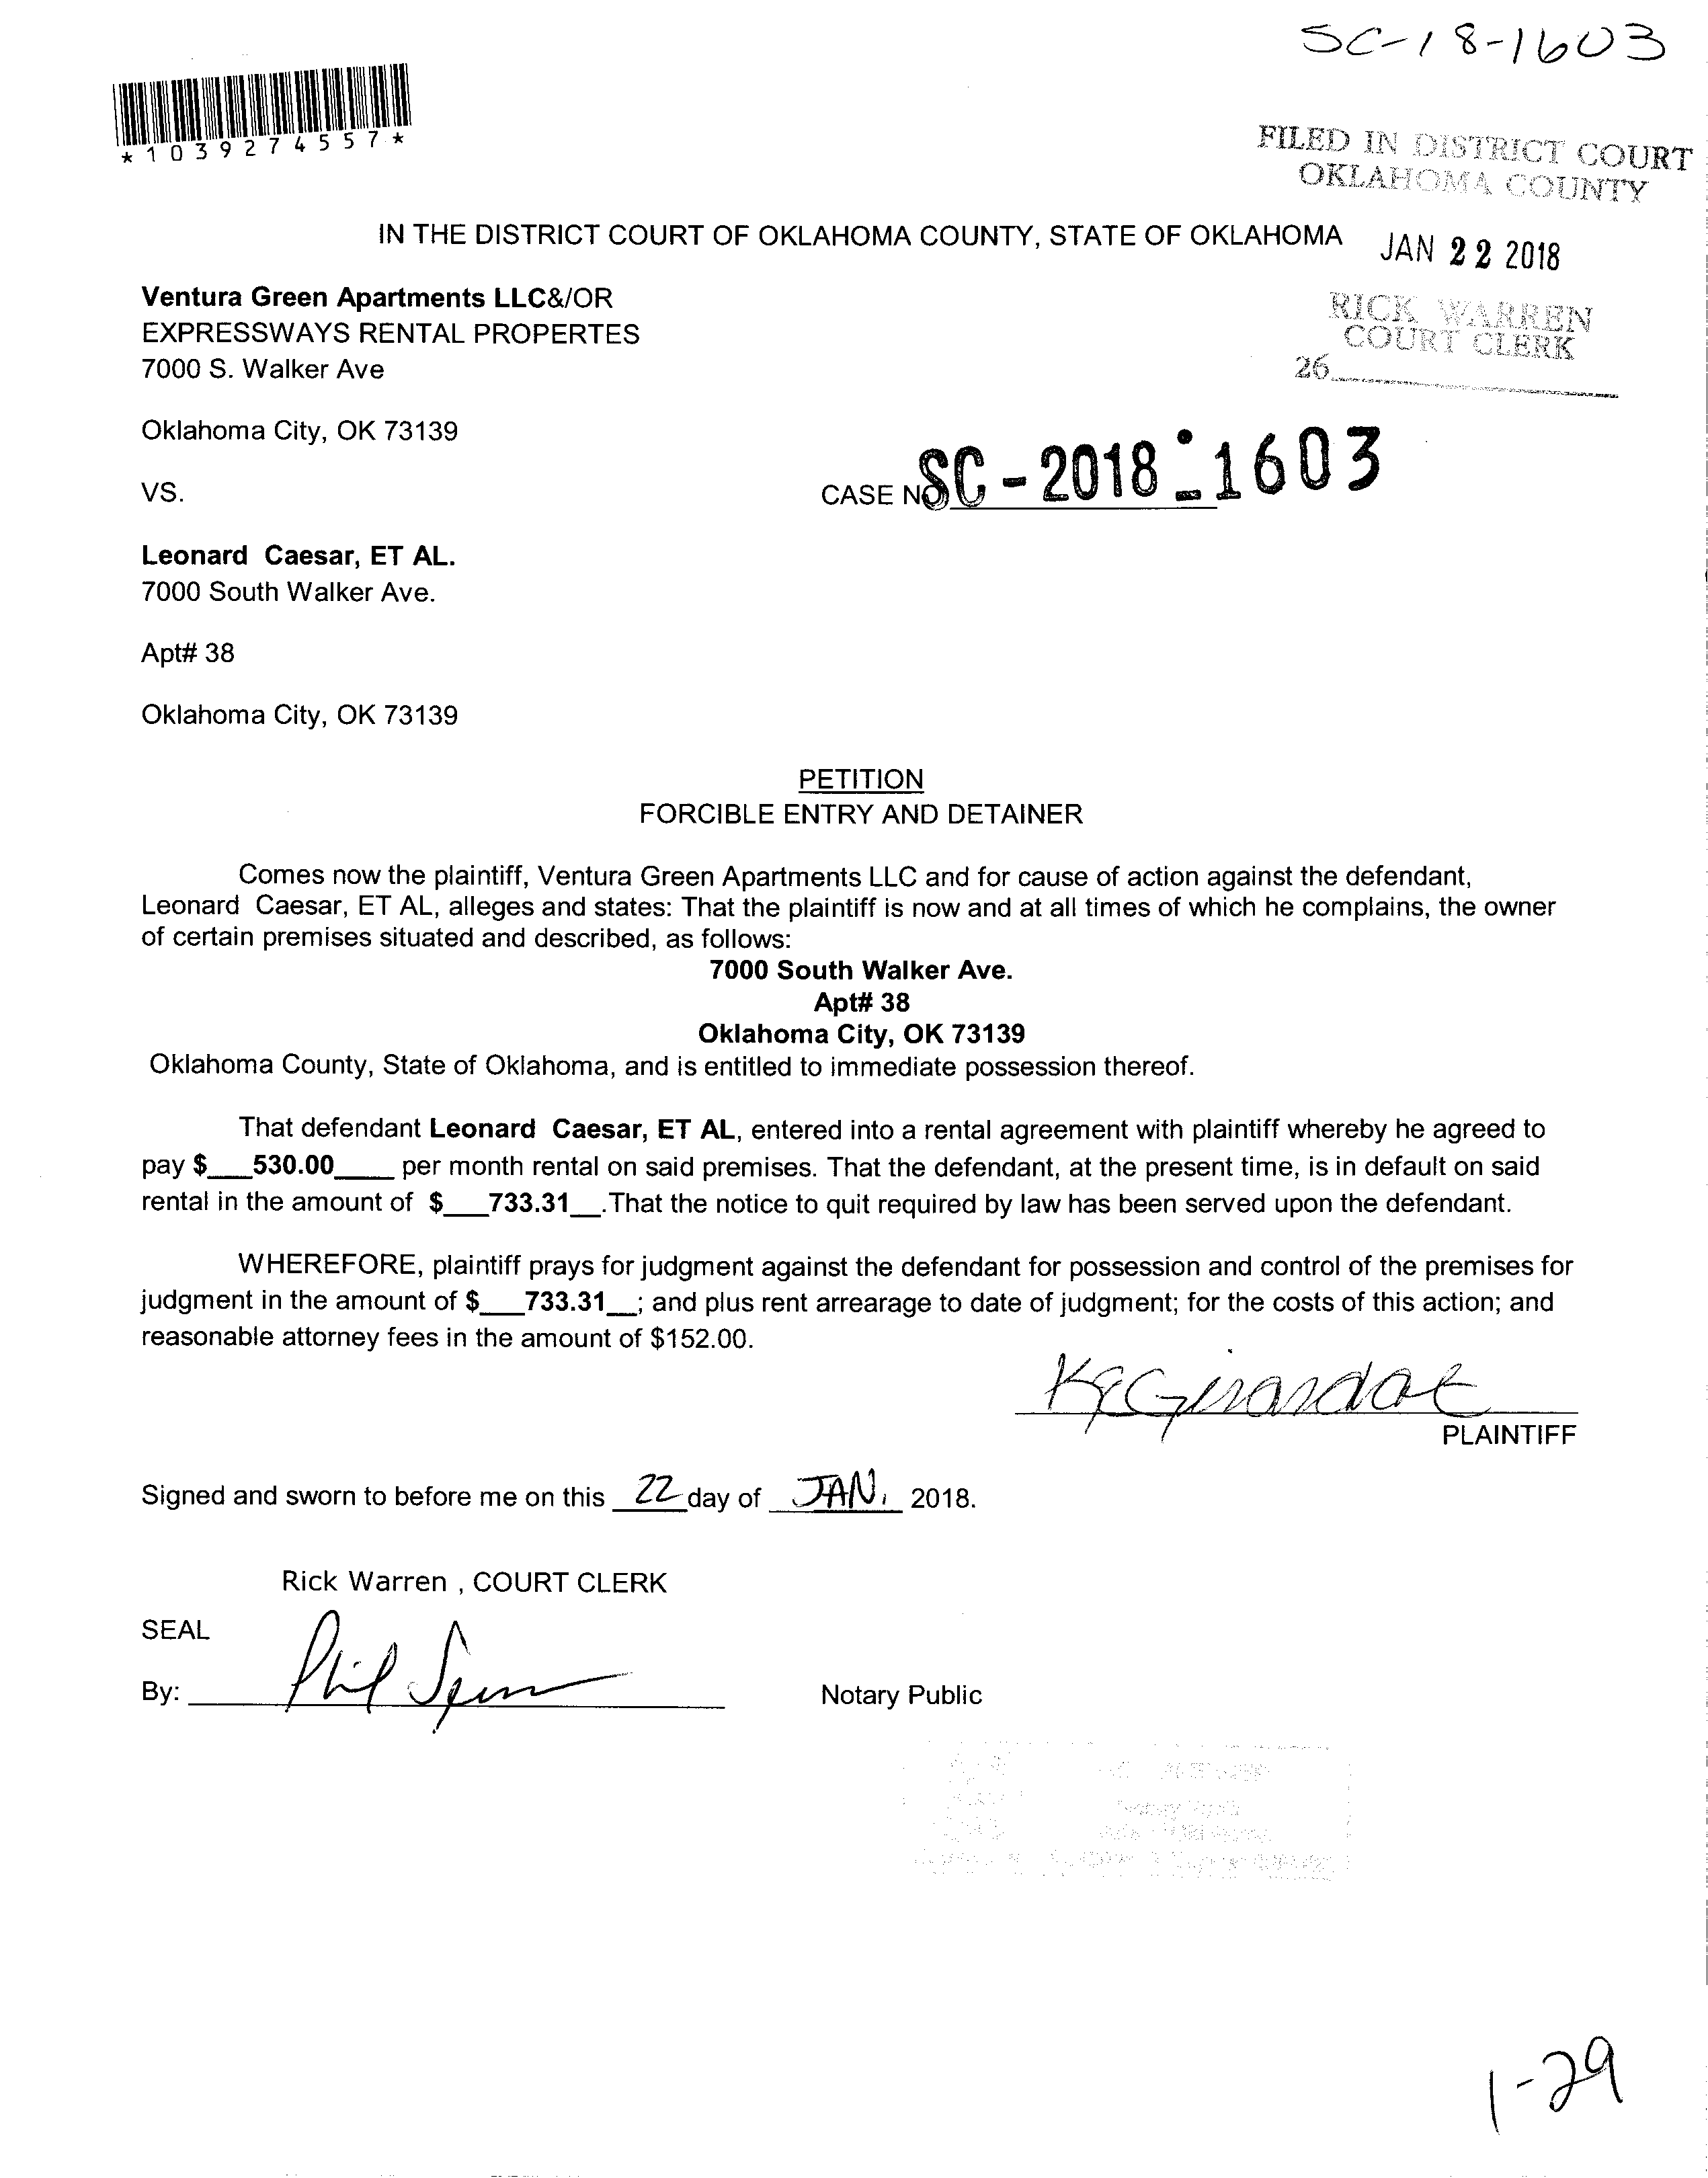 SC-18-1603
*1039274557*
FILED IN DISTRICT COURT
OKLAHOMA COUNTY
IN THE DISTRICT COURT OF OKLAHOMA COUNTY, STATE OF OKLAHOMA
JAN 22 2018
Ventura Green Apartments LLC&/OR
EXPRESSWAYS RENTAL PROPERTES
7000 S. Walker Ave
RICK WARREN
COURT CLERK
26
Oklahoma City, OK 73139
VS.
CASE NO SC-2018-1603
Leonard Caesar, ET AL.
7000 South Walker Ave.
Apt# 38
Oklahoma City, OK 73139
PETITION
FORCIBLE ENTRY AND DETAINER
Comes now the plaintiff, Ventura Green Apartments LLC and for cause of action against the defendant,
Leonard Caesar, ET AL, alleges and states: That the plaintiff is now and at all times of which he complains, the owner
of certain premises situated and described, as follows:
7000 South Walker Ave.
Apt# 38
Oklahoma City, OK 73139
Oklahoma County, State of Oklahoma, and is entitled to immediate possession thereof.
That defendant Leonard Caesar, ET AL, entered into a rental agreement with plaintiff whereby he agreed to
pay $___530.00____ per month rental on said premises. That the defendant, at the present time, is in default on said
rental in the amount of $___733.31__.That the notice to quit required by law has been served upon the defendant.
WHEREFORE, plaintiff prays for judgment against the defendant for possession and control of the premises for
judgment in the amount of $___733.31__; and plus rent arrearage to date of judgment; for the costs of this action; and
reasonable attorney fees in the amount of $152.00.
PLAINTIFF
Signed and sworn to before me on this 22 day of JAN. 2018.
Rick Warren , COURT CLERK
SEAL
By: Phil
Notary Public
1-29